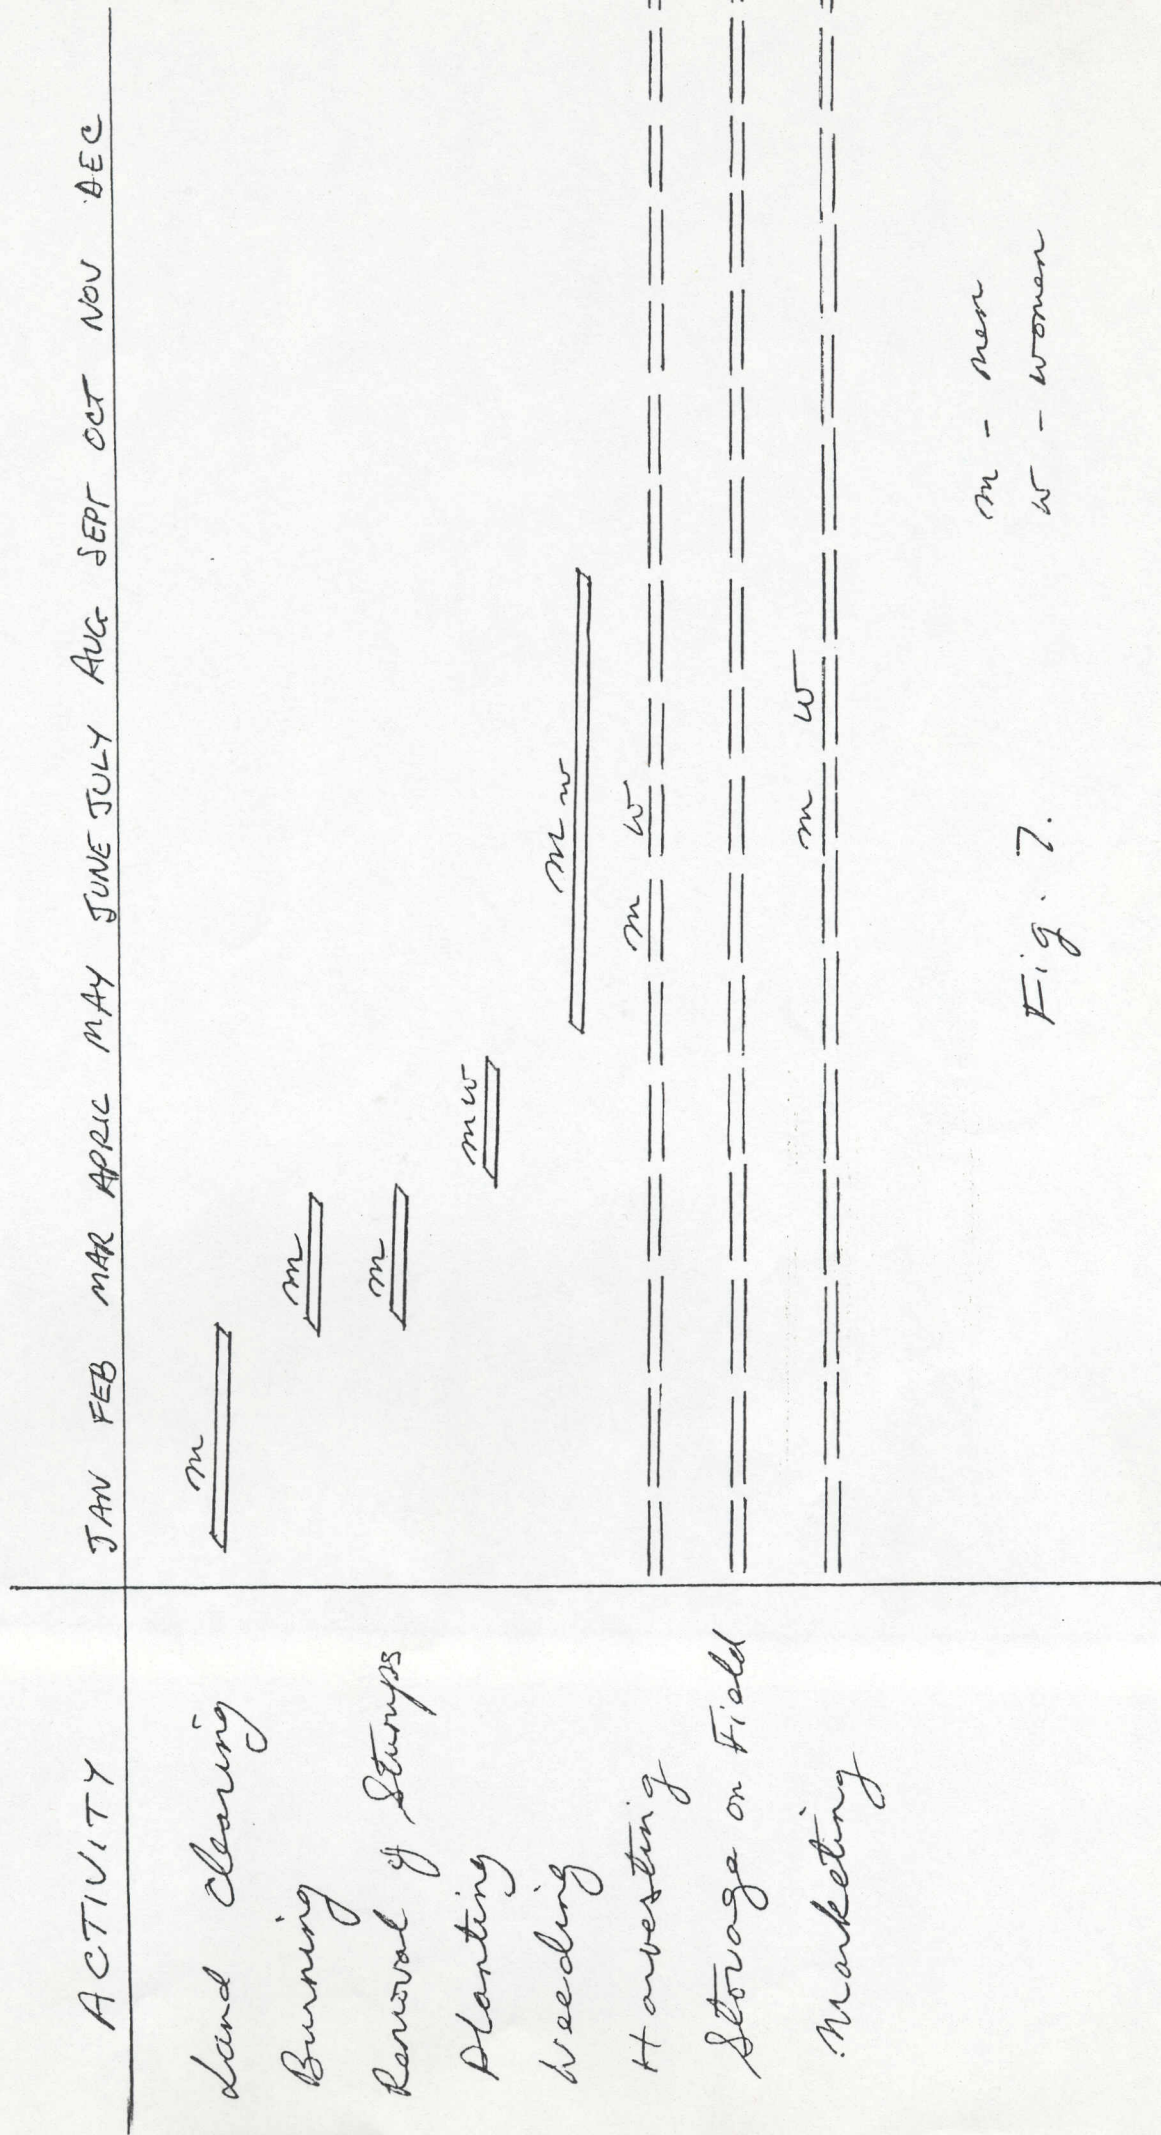 ACTIVITY JAN FEB MAR APRIL MAY JUNE JULY AUG SEPT OCT NOV DEC
Land Clearing m
Burning m
Removal of Stumps m
Planting m w
Weeding m w
Harvesting m w
Storage on Field
Marketing m w
m - men
Fig. 7. w - women